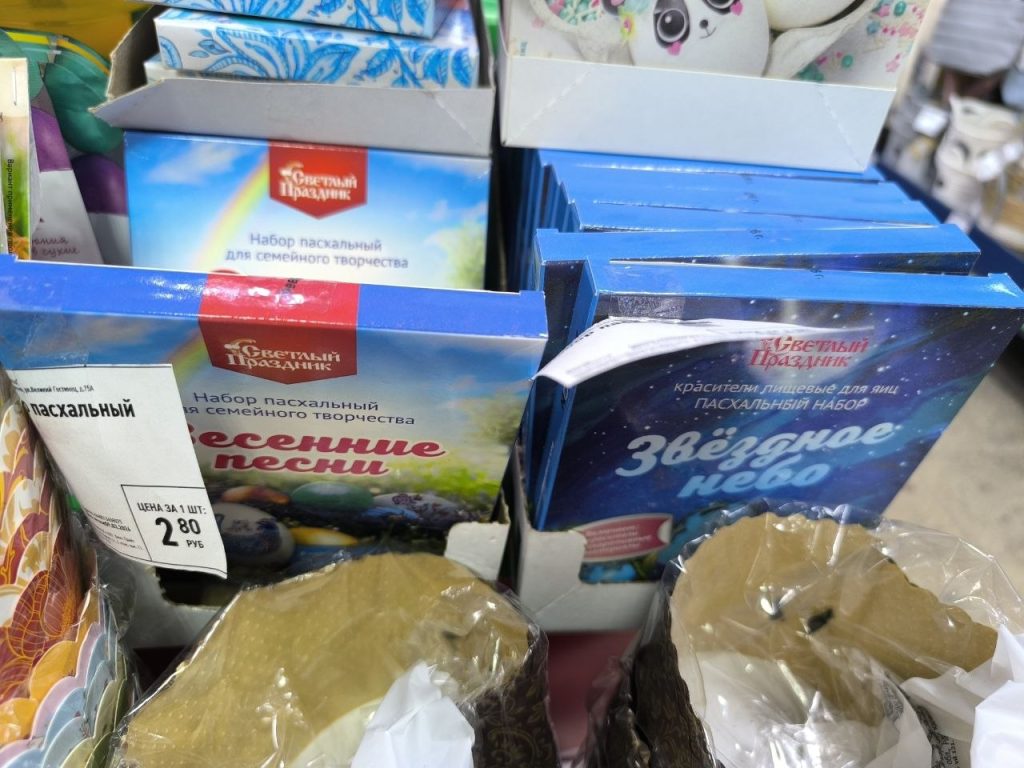 Светлый
Праздник
Набор пасхальный
для семейного творчества
Светлый
Праздник
Набор пасхальный
семейного творчества
весенние
песни
пасхальный
ЦЕНА ЗА 1 ШТ:
2 80
РУБ
Светлый
Праздник
красители пищевые для яиц
ПАСХАЛЬНЫЙ НАБОР
Звёздное
небо